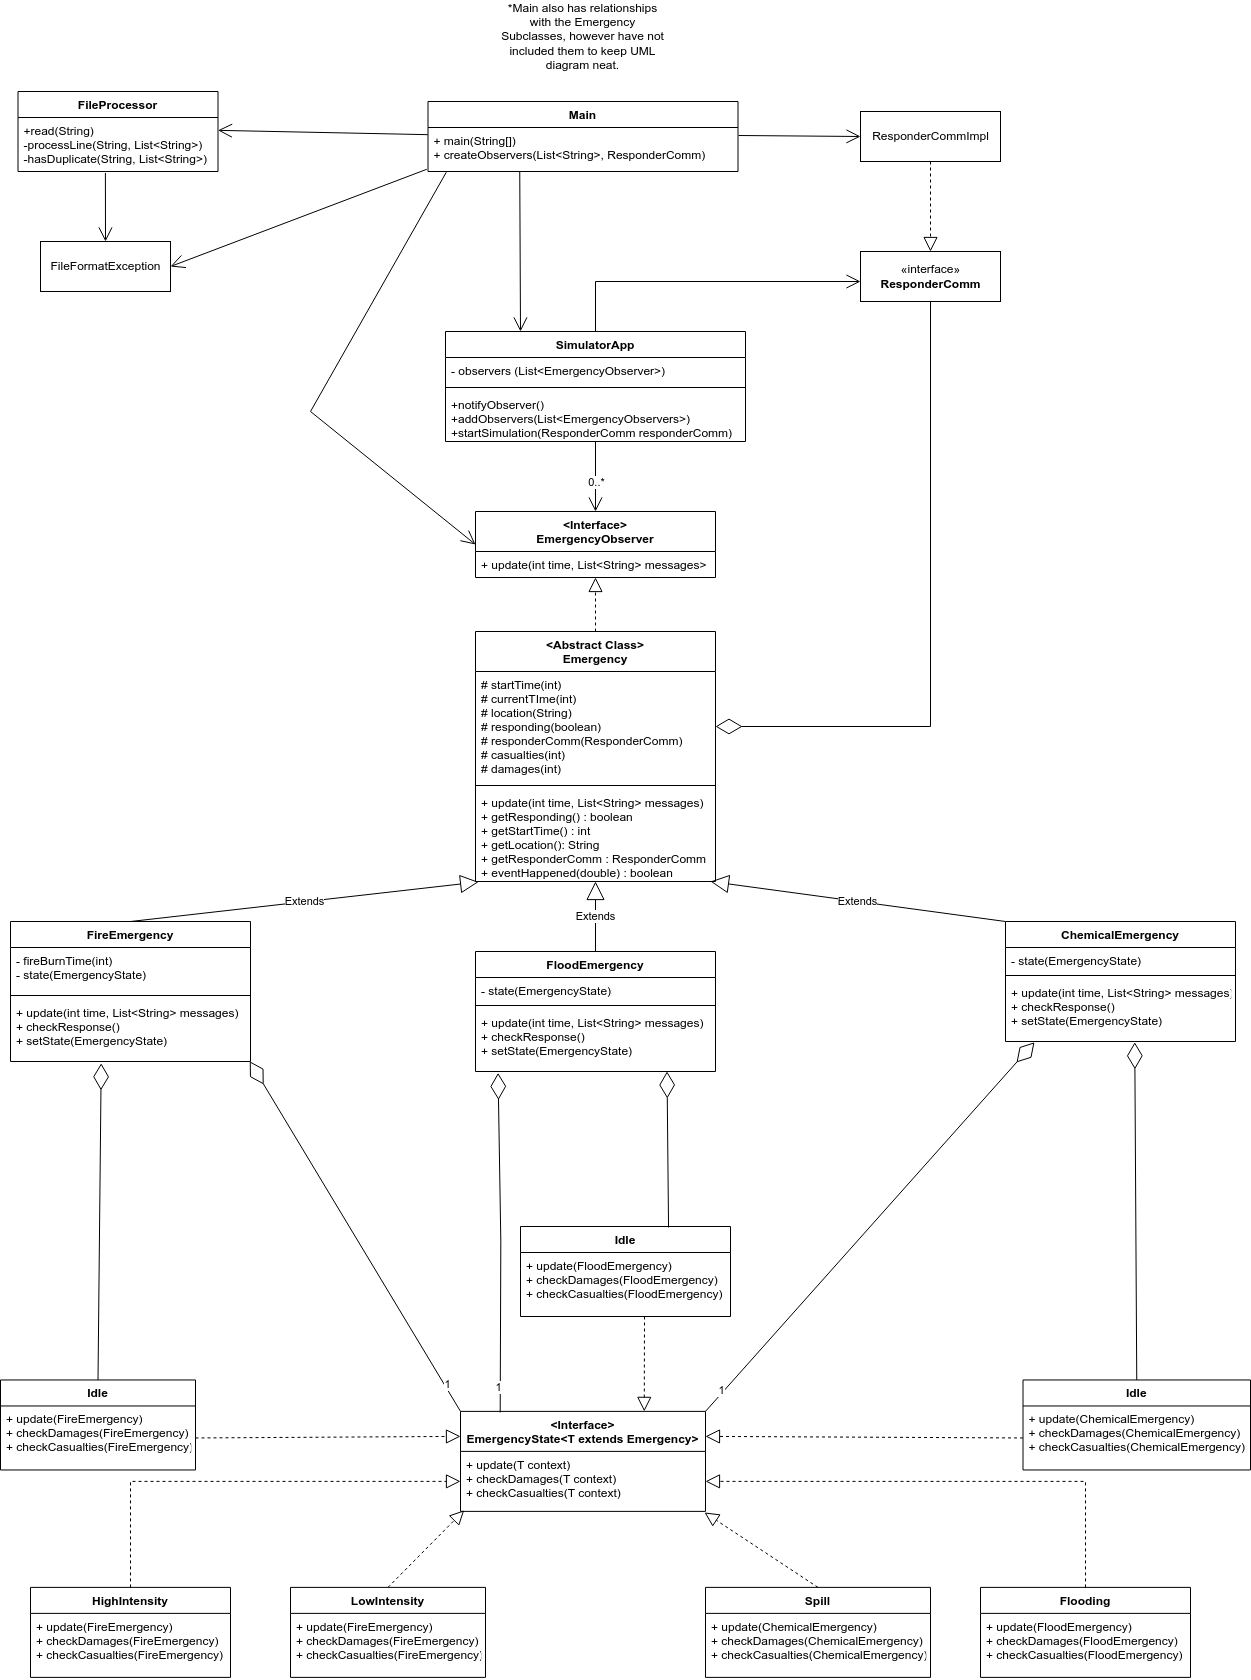 *Main also has relationships
with the Emergency
Subclasses, however have not
included them to keep UML
diagram neat.
FileProcessor
+read(String)
-processLine(String, List<String>)
-hasDuplicate(String, List<String>)
Main
+ main(String[])
+ createObservers(List<String>, ResponderComm)
ResponderCommImpl
FileFormatException
«interface»
ResponderComm
SimulatorApp
- observers (List<EmergencyObserver>)
+notifyObserver()
+addObservers(List<EmergencyObservers>)
+startSimulation(ResponderComm responderComm)
0..*
<Interface>
EmergencyObserver
+ update(int time, List<String> messages>
<Abstract Class>
Emergency
# startTime(int)
# currentTIme(int)
# location(String)
# responding(boolean)
# responderComm(ResponderComm)
# casualties(int)
# damages(int)
+ update(int time, List<String> messages)
+ getResponding() : boolean
+ getStartTime() : int
+ getLocation(): String
+ getResponderComm : ResponderComm
+ eventHappened(double) : boolean
Extends
Extends
Extends
FireEmergency
- fireBurnTime(int)
- state(EmergencyState)
+ update(int time, List<String> messages)
+ checkResponse()
+ setState(EmergencyState)
FloodEmergency
- state(EmergencyState)
+ update(int time, List<String> messages)
+ checkResponse()
+ setState(EmergencyState)
ChemicalEmergency
- state(EmergencyState)
+ update(int time, List<String> messages)
+ checkResponse()
+ setState(EmergencyState)
Idle
+ update(FloodEmergency)
+ checkDamages(FloodEmergency)
+ checkCasualties(FloodEmergency)
1
1
1
Idle
+ update(FireEmergency)
+ checkDamages(FireEmergency)
+ checkCasualties(FireEmergency)
<Interface>
EmergencyState<T extends Emergency>
+ update(T context)
+ checkDamages(T context)
+ checkCasualties(T context)
Idle
+ update(ChemicalEmergency)
+ checkDamages(ChemicalEmergency)
+ checkCasualties(ChemicalEmergency)
HighIntensity
+ update(FireEmergency)
+ checkDamages(FireEmergency)
+ checkCasualties(FireEmergency)
LowIntensity
+ update(FireEmergency)
+ checkDamages(FireEmergency)
+ checkCasualties(FireEmergency)
Spill
+ update(ChemicalEmergency)
+ checkDamages(ChemicalEmergency)
+ checkCasualties(ChemicalEmergency)
Flooding
+ update(FloodEmergency)
+ checkDamages(FloodEmergency)
+ checkCasualties(FloodEmergency)